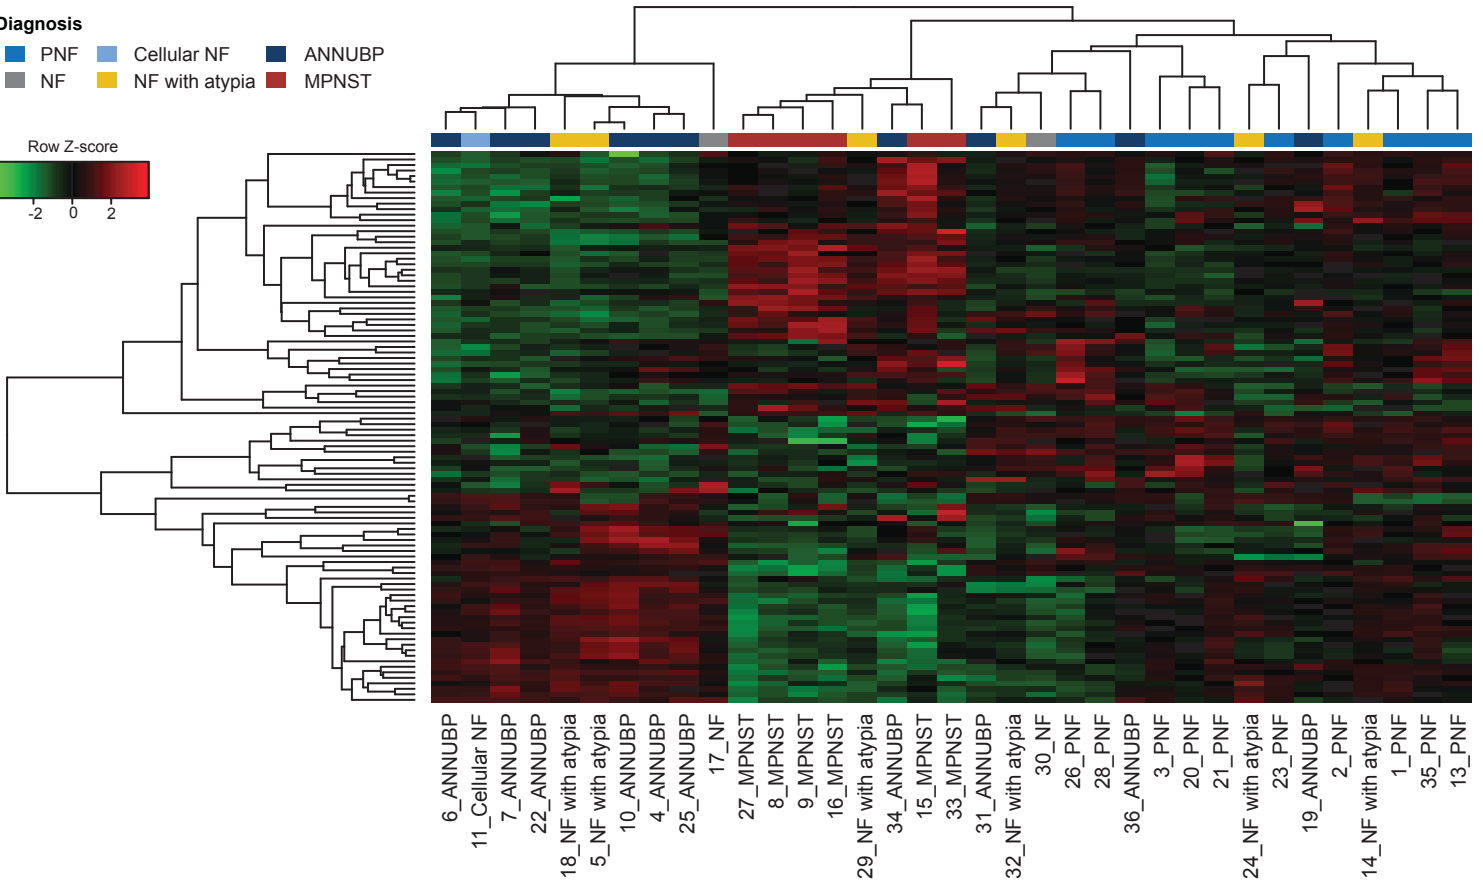 Diagnosis
PNF Cellular NF ANNUBP
NF NF with atypia MPNST
Row Z-score
-2 0 2
6_ANNUBP
11_Cellular NF
7_ANNUBP
22_ANNUBP
18_NF with atypia
5_NF with atypia
10_ANNUBP
4_ANNUBP
25_ANNUBP
17_NF
27_MPNST
8_MPNST
9_MPNST
16_MPNST
29_NF with atypia
34_ANNUBP
15_MPNST
33_MPNST
31_ANNUBP
32_NF with atypia
30_NF
26_PNF
28_PNF
36_ANNUBP
3_PNF
20_PNF
21_PNF
24_NF with atypia
23_PNF
19_ANNUBP
2_PNF
14_NF with atypia
1_PNF
35_PNF
13_PNF